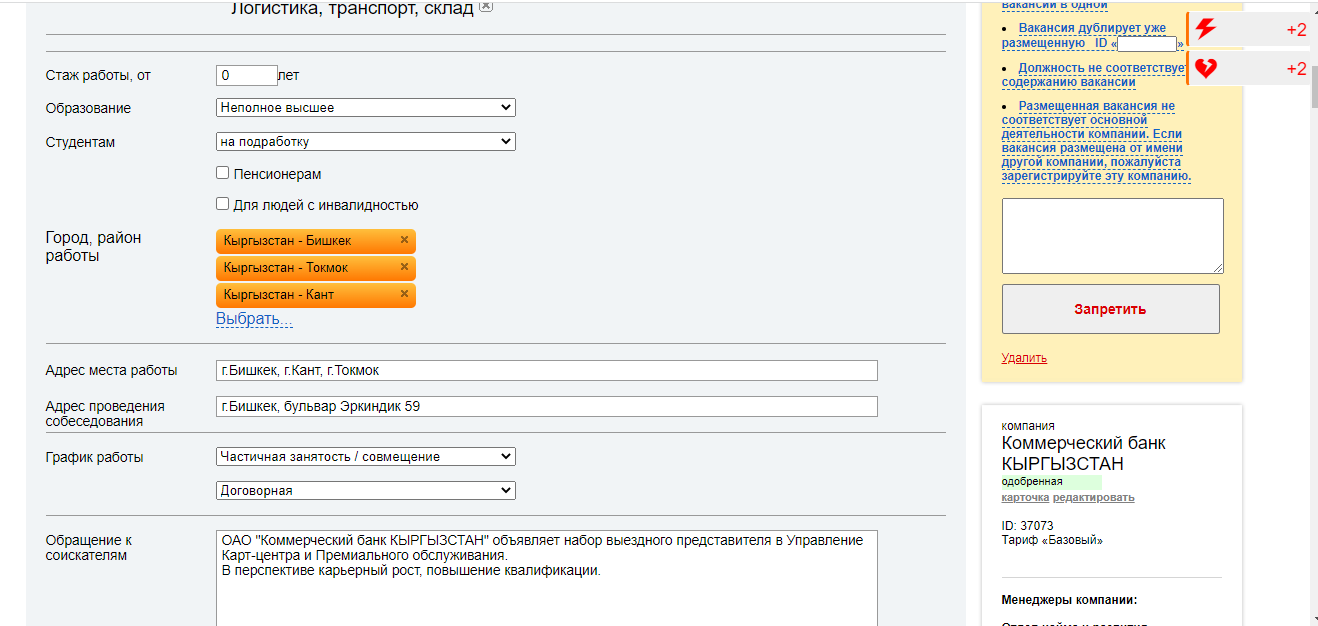 Логистика, транспорт, склад
Стаж работы, от
0
лет
Образование
Неполное высшее
Студентам
на подработку
Пенсионерам
Для людей с инвалидностью
Город, район
работы
Кыргызстан - Бишкек
Кыргызстан - Токмок
Кыргызстан - Кант
Выбрать...
Адрес места работы
г.Бишкек, г.Кант, г.Токмок
Адрес проведения
собеседования
г.Бишкек, бульвар Эркиндик 59
График работы
Частичная занятость / совмещение
Договорная
Обращение к
соискателям
ОАО "Коммерческий банк КЫРГЫЗСТАН" объявляет набор выездного представителя в Управление
Карт-центра и Премиального обслуживания.
В перспективе карьерный рост, повышение квалификации.
вакансии в одной
Вакансия дублирует уже
размещенную ID « »
Должность не соответствует
содержанию вакансии
Размещенная вакансия не
соответствует основной
деятельности компании. Если
вакансия размещена от имени
другой компании, пожалуйста
зарегистрируйте эту компанию.
+2
+2
Запретить
Удалить
компания
Коммерческий банк
КЫРГЫЗСТАН
одобренная
карточка редактировать
ID: 37073
Тариф «Базовый»
Менеджеры компании: